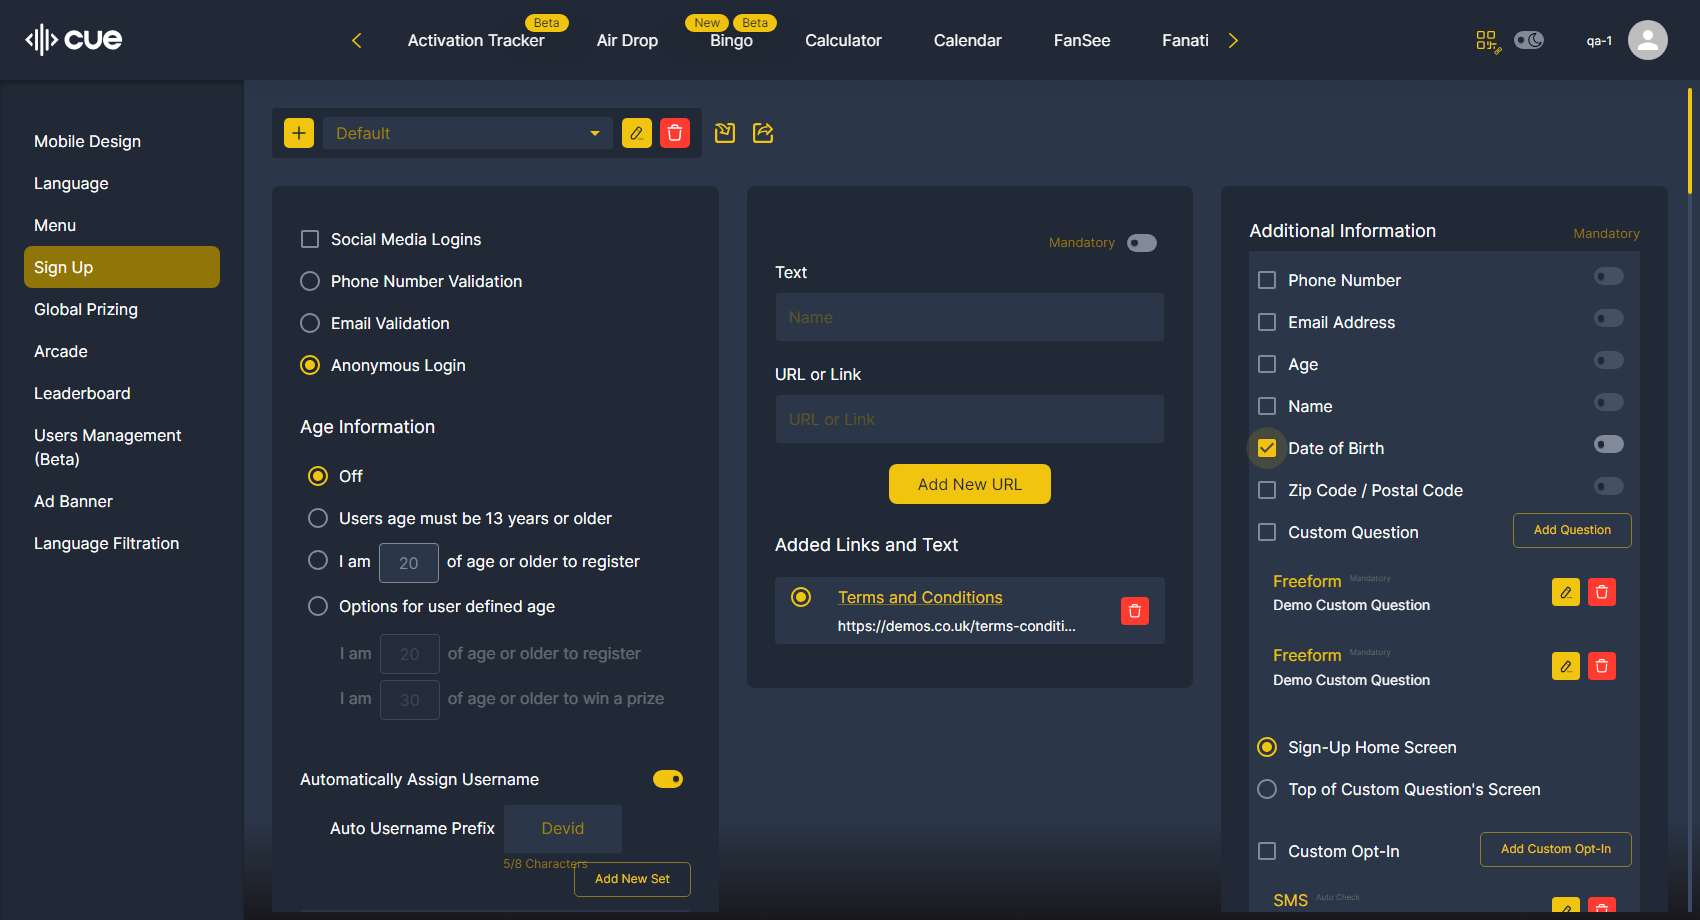 cue
Beta
New
Beta
Activation Tracker
Air Drop
Bingo
Calculator
Calendar
FanSee
Fanati
qa-1
Mobile Design
Language
Menu
Sign Up
Global Prizing
Arcade
Leaderboard
Users Management
(Beta)
Ad Banner
Language Filtration
Default
Social Media Logins
Phone Number Validation
Email Validation
Anonymous Login
Age Information
Off
Users age must be 13 years or older
I am 20 of age or older to register
Options for user defined age
I am 20 of age or older to register
I am 30 of age or older to win a prize
Automatically Assign Username
Auto Username Prefix Devid
5/8 Characters
Add New Set
Mandatory
Text
Name
URL or Link
URL or Link
Add New URL
Added Links and Text
Terms and Conditions
https://demos.co.uk/terms-conditi...
Additional Information
Mandatory
Phone Number
Email Address
Age
Name
Date of Birth
Zip Code / Postal Code
Custom Question
Add Question
Freeform Mandatory
Demo Custom Question
Freeform Mandatory
Demo Custom Question
Sign-Up Home Screen
Top of Custom Question's Screen
Custom Opt-In
Add Custom Opt-In
SMS Auto Check